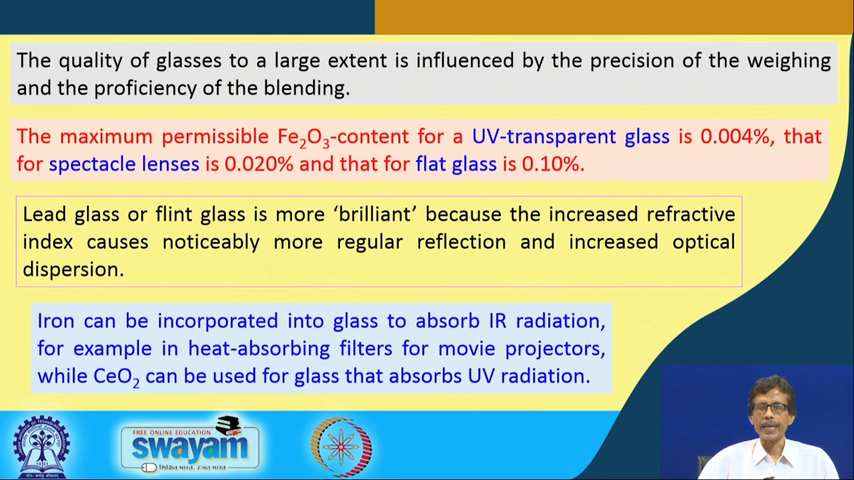 The quality of glasses to a large extent is influenced by the precision of the weighing
and the proficiency of the blending.
The maximum permissible Fe₂O₃-content for a UV-transparent glass is 0.004%, that
for spectacle lenses is 0.020% and that for flat glass is 0.10%.
Lead glass or flint glass is more ‘brilliant’ because the increased refractive
index causes noticeably more regular reflection and increased optical
dispersion.
Iron can be incorporated into glass to absorb IR radiation,
for example in heat-absorbing filters for movie projectors,
while CeO₂ can be used for glass that absorbs UV radiation.
FREE ONLINE EDUCATION
swayam